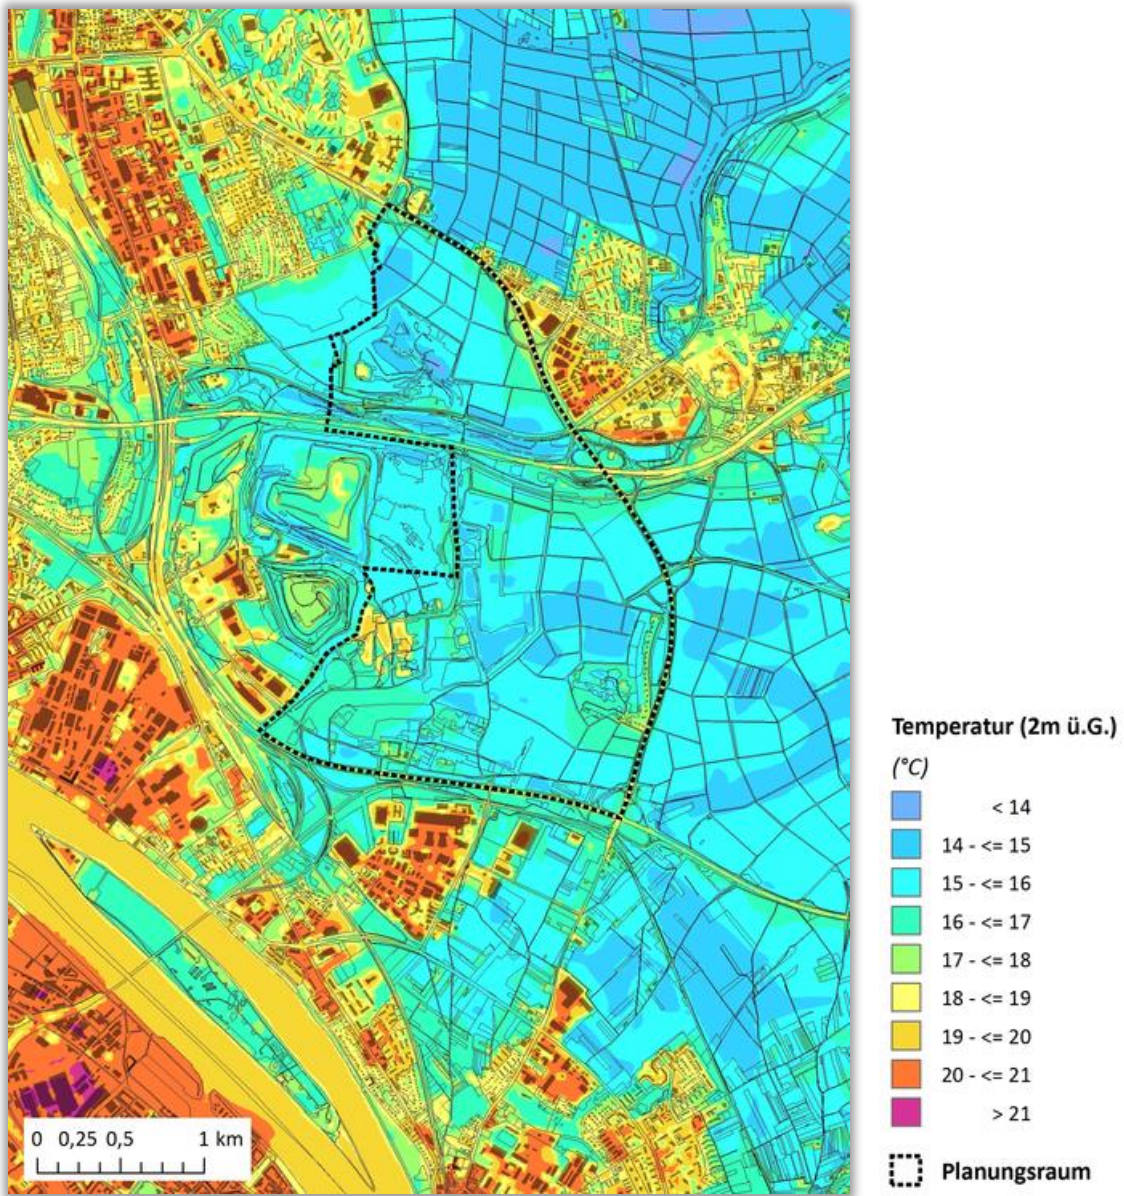 Temperatur (2m ü.G.)
(°C)
< 14
14 - <= 15
15 - <= 16
16 - <= 17
17 - <= 18
18 - <= 19
19 - <= 20
20 - <= 21
> 21
Planungsraum
0 0,25 0,5 1 km